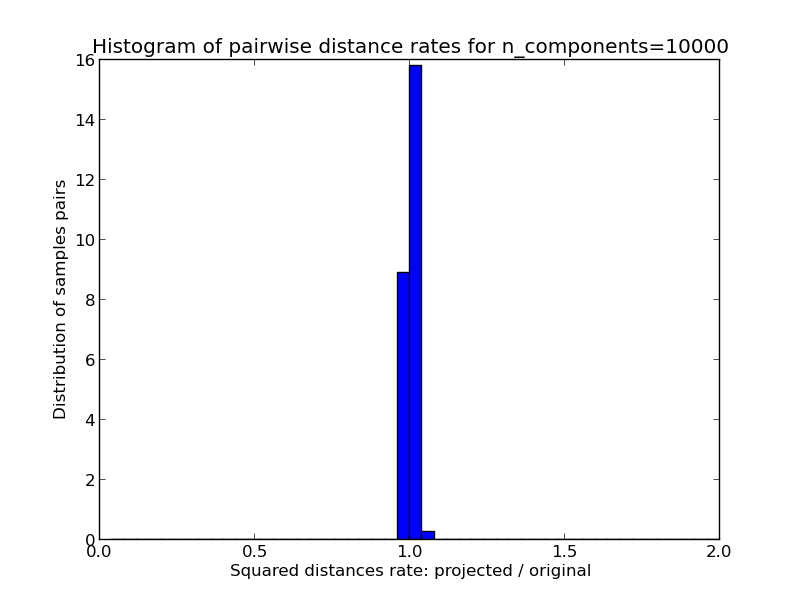 Histogram of pairwise distance rates for n_components=10000
16
14
12
10
8
6
4
2
0
Distribution of samples pairs
0.0 0.5 1.0 1.5 2.0
Squared distances rate: projected / original